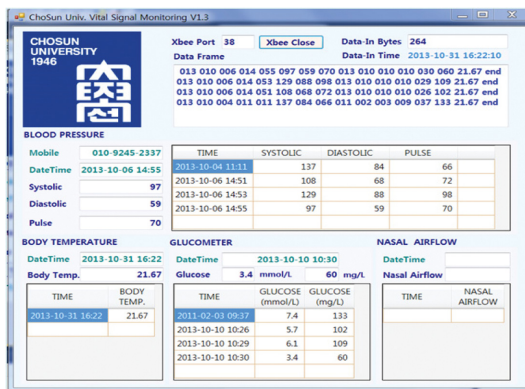 ChoSun Univ. Vital Signal Monitoring V1.3
CHOSUN
UNIVERSITY
1946
Xbee Port 38 Xbee Close Data-In Bytes 264
Data Frame Data-In Time 2013-10-31 16:22:10
013 010 006 014 055 097 059 070 013 010 010 010 030 060 21.67 end
013 010 006 014 053 129 088 098 013 010 010 010 029 109 21.67 end
013 010 006 014 051 108 068 072 013 010 010 010 026 102 21.67 end
013 010 004 011 011 137 084 066 011 002 003 009 037 133 21.67 end
BLOOD PRESSURE
Mobile 010-9245-2337
DateTime 2013-10-06 14:55
Systolic 97
Diastolic 59
Pulse 70
TIME SYSTOLIC DIASTOLIC PULSE
2013-10-04 11:11 137 84 66
2013-10-06 14:51 108 68 72
2013-10-06 14:53 129 88 98
2013-10-06 14:55 97 59 70
BODY TEMPERATURE
DateTime 2013-10-31 16:22
Body Temp. 21.67
TIME BODY TEMP.
2013-10-31 16:22 21.67
GLUCOMETER
DateTime 2013-10-10 10:30
Glucose 3.4 mmol/L 60 mg/L
TIME GLUCOSE (mmol/L) GLUCOSE (mg/L)
2011-02-03 09:37 7.4 133
2013-10-10 10:26 5.7 102
2013-10-10 10:29 6.1 109
2013-10-10 10:30 3.4 60
NASAL AIRFLOW
DateTime
Nasal Airflow
TIME NASAL AIRFLOW